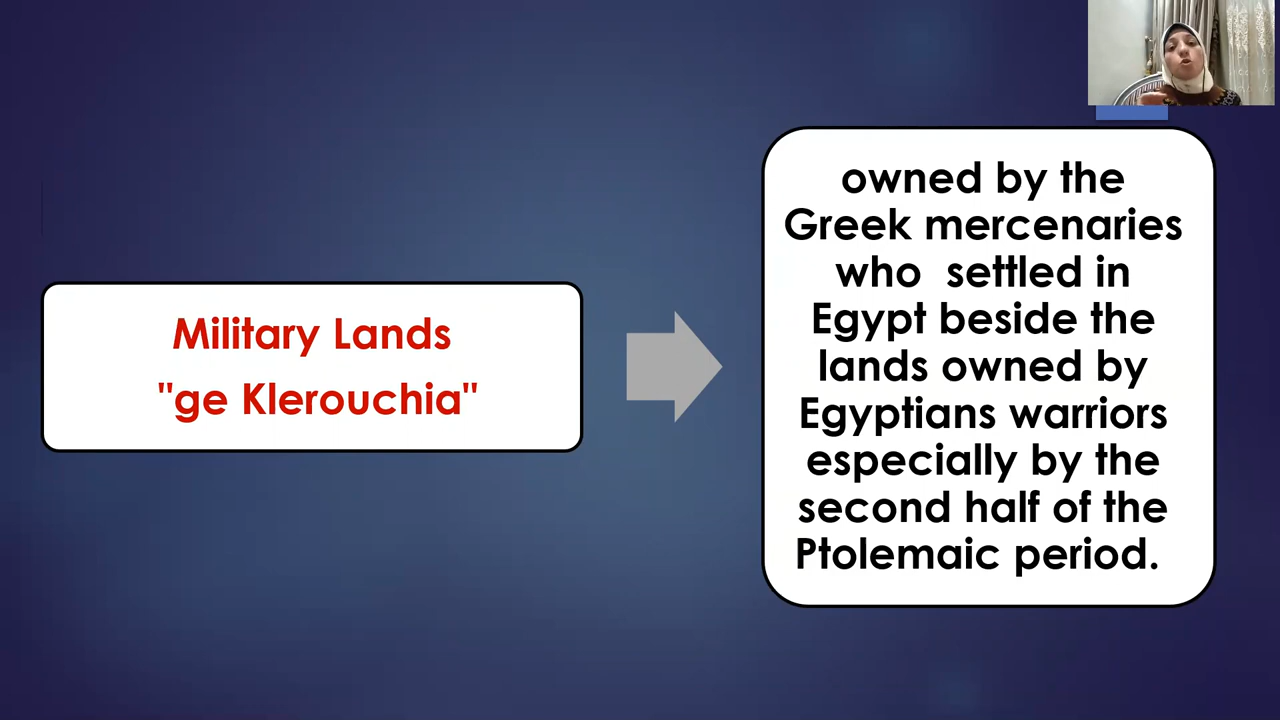 Military Lands
"ge Klerouchia"
owned by the
Greek mercenaries
who  settled in
Egypt beside the
lands owned by
Egyptians warriors
especially by the
second half of the
Ptolemaic period.